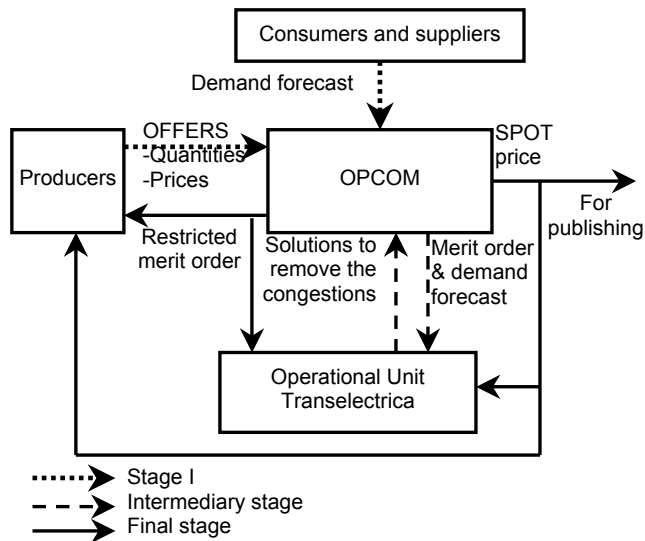 Consumers and suppliers
Demand forecast
OFFERS
-Quantities
-Prices
SPOT
price
Producers
OPCOM
For
publishing
Restricted
merit order
Solutions to
remove the
congestions
Merit order
& demand
forecast
Operational Unit
Transelectrica
Stage I
Intermediary stage
Final stage